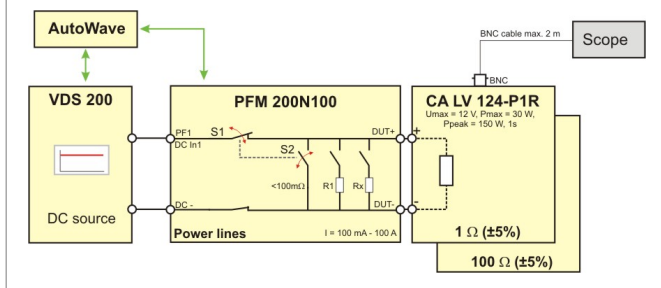 AutoWave
BNC cable max. 2 m
Scope
BNC
VDS 200
PFM 200N100
CA LV 124-P1R
Umax = 12 V, Pmax = 30 W,
Ppeak = 150 W, 1s
PF1
S1
DUT+
+
DC In1
S2
<100mΩ
R1
Rx
DC -
DUT-
-
DC source
Power lines
I = 100 mA - 100 A
1 Ω (±5%)
100 Ω (±5%)